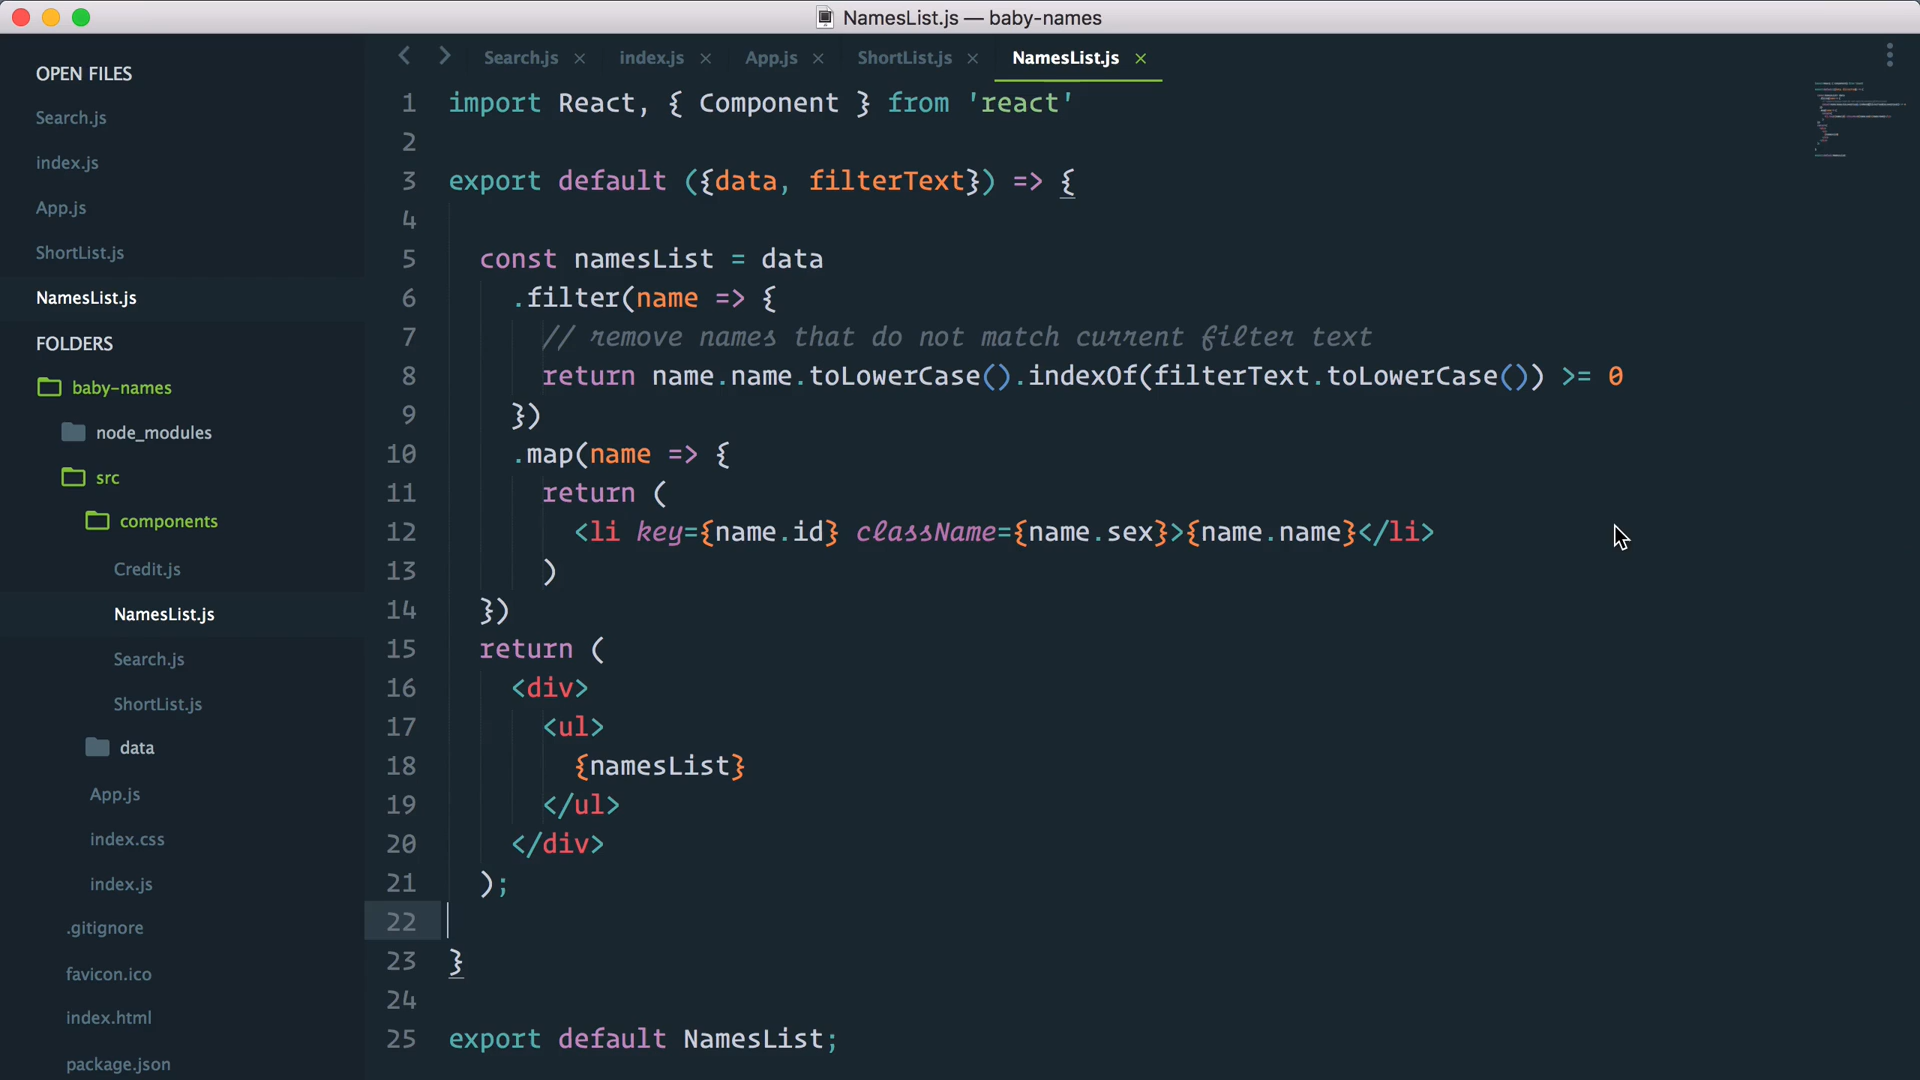 NamesList.js — baby-names
OPEN FILES
Search.js
index.js
App.js
ShortList.js
NamesList.js
FOLDERS
baby-names
node_modules
src
components
Credit.js
NamesList.js
Search.js
ShortList.js
data
App.js
index.css
index.js
.gitignore
favicon.ico
index.html
package.json
Search.js × index.js × App.js × ShortList.js × NamesList.js ×
1 import React, { Component } from 'react'
2
3 export default ({data, filterText}) => {
4
5 const namesList = data
6 .filter(name => {
7 // remove names that do not match current filter text
8 return name.name.toLowerCase().indexOf(filterText.toLowerCase()) >= 0
9 })
10 .map(name => {
11 return (
12 <li key={name.id} className={name.sex}>{name.name}</li>
13 )
14 })
15 return (
16 <div>
17 <ul>
18 {namesList}
19 </ul>
20 </div>
21 );
22
23 }
24
25 export default NamesList;